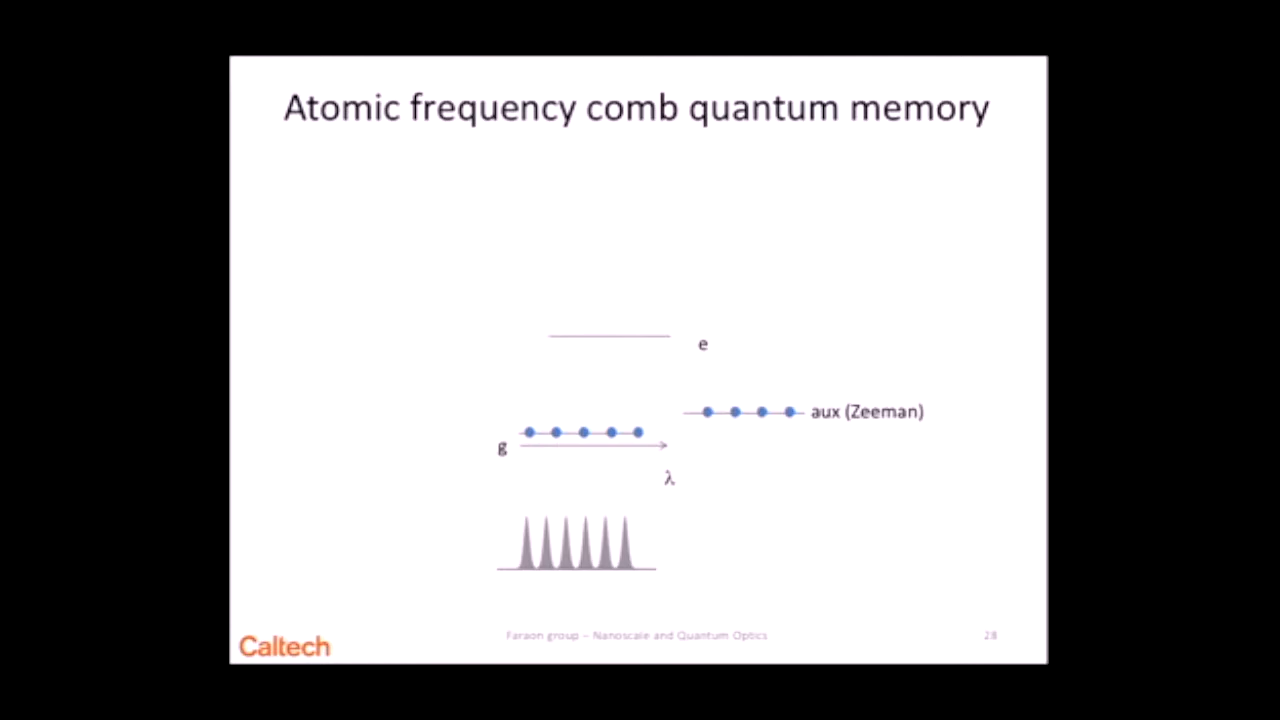 Atomic frequency comb quantum memory
e
aux (Zeeman)
g
λ
Caltech
Faraon group – Nanoscale and Quantum Optics
28